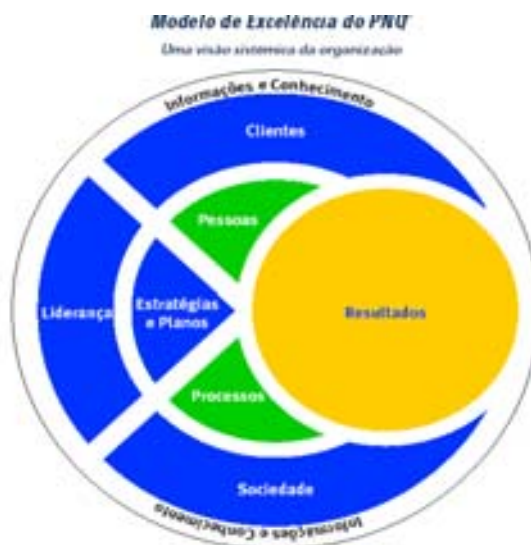 Modelo de Excelência do PNQ
Uma visão sistêmica da organização
Informações e Conhecimento
Clientes
Pessoas
Liderança
Estratégias
e Planos
Resultados
Processos
Sociedade
Informações e Conhecimento